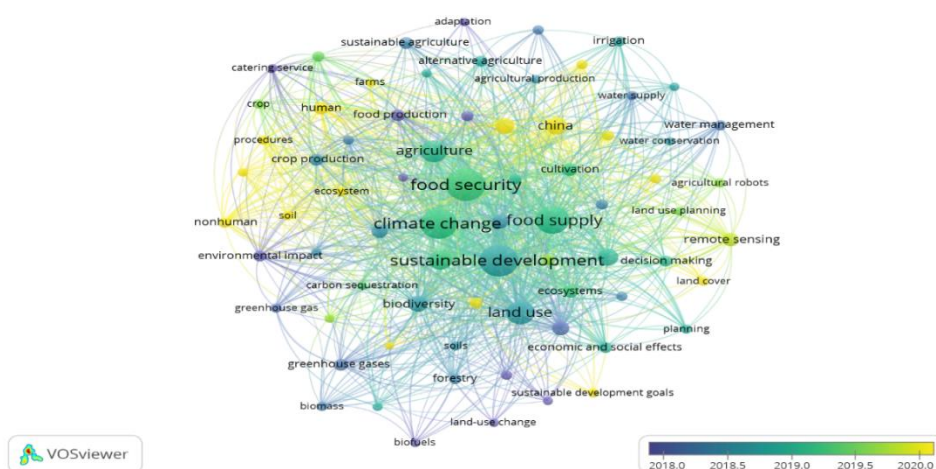 adaptation
sustainable agriculture
irrigation
alternative agriculture
catering service
agricultural production
farms
water supply
crop
human
food production
china
water management
procedures
agriculture
water conservation
crop production
cultivation
food security
agricultural robots
ecosystem
land use planning
soil
nonhuman
climate change
food supply
remote sensing
environmental impact
sustainable development
decision making
land cover
carbon sequestration
ecosystems
biodiversity
greenhouse gas
land use
planning
soils
economic and social effects
greenhouse gases
forestry
sustainable development goals
biomass
land-use change
biofuels
VOSviewer
2018.0 2018.5 2019.0 2019.5 2020.0